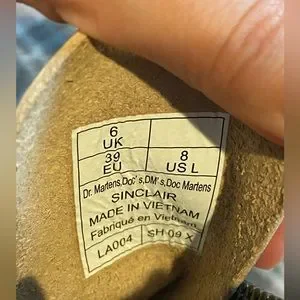 6
UK
39
EU
8
US L
Dr. Martens,Doc' s,DM' s,Doc Martens
SINCLAIR
MADE IN VIETNAM
Fabriqué en Vietnam
LA004 SH 09 X